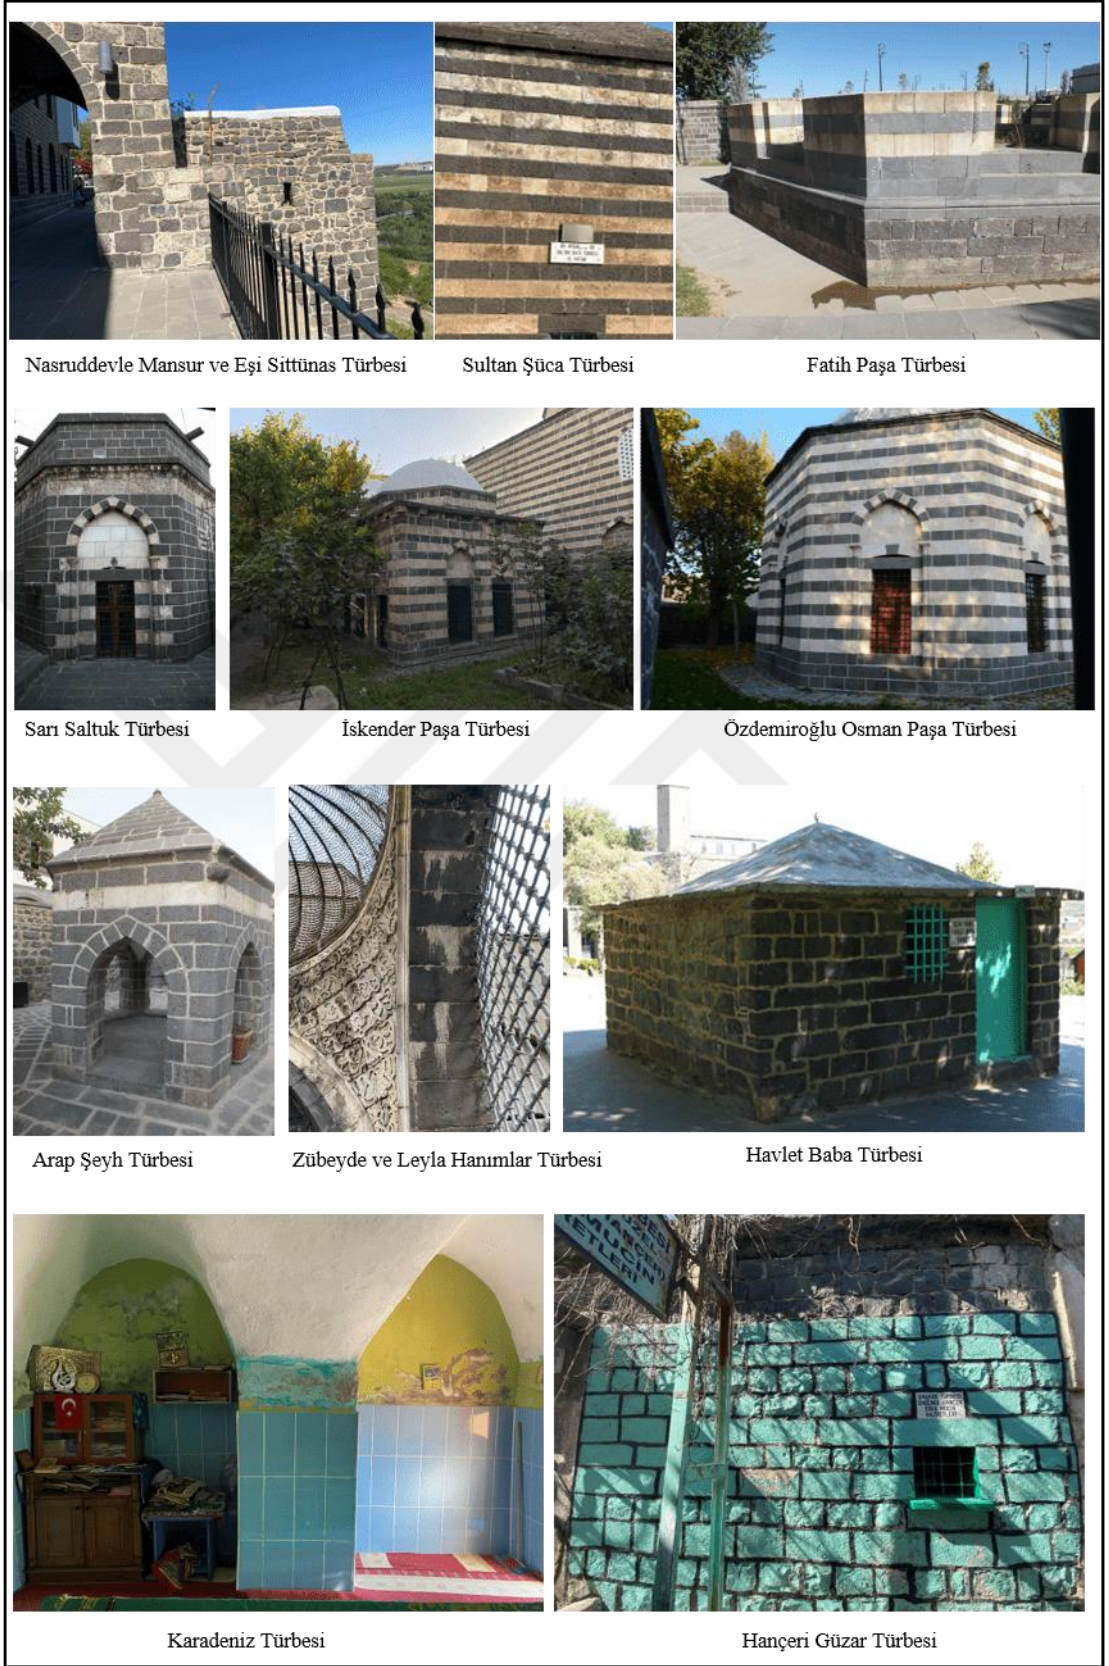 Nasruddevle Mansur ve Eşi Sittünas Türbesi
Sultan Şüca Türbesi
Fatih Paşa Türbesi
Sarı Saltuk Türbesi
İskender Paşa Türbesi
Özdemiroğlu Osman Paşa Türbesi
Arap Şeyh Türbesi
Zübeyde ve Leyla Hanımlar Türbesi
Havlet Baba Türbesi
MUCİN
ETLERİ
Karadeniz Türbesi
Hançeri Güzar Türbesi